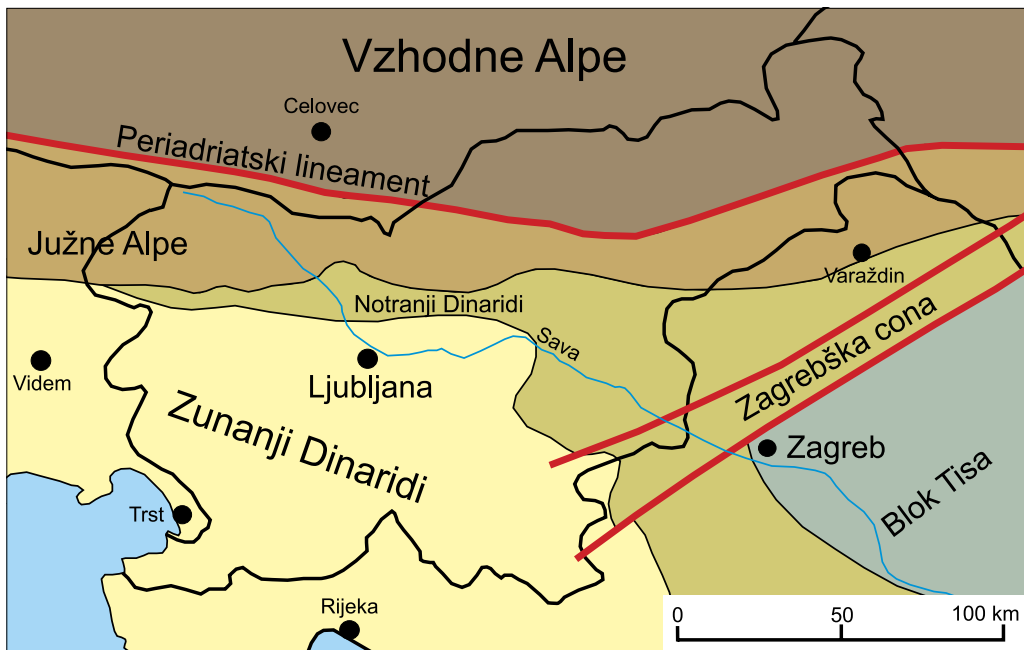 Vzhodne Alpe
Celovec
Periadriatski lineament
Južne Alpe
Varaždin
Notranji Dinaridi
Sava
Zagrebška cona
Videm
Ljubljana
Zunanji Dinaridi
Zagreb
Blok Tisa
Trst
Rijeka
0 50 100 km